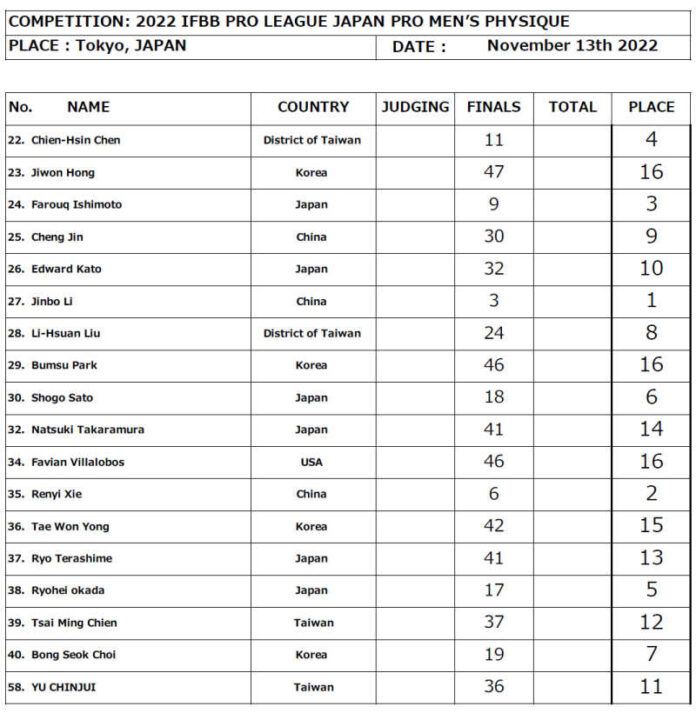 COMPETITION: 2022 IFBB PRO LEAGUE JAPAN PRO MEN’S PHYSIQUE
PLACE : Tokyo, JAPAN DATE : November 13th 2022
No. NAME COUNTRY JUDGING FINALS TOTAL PLACE
22. Chien-Hsin Chen District of Taiwan 11 4
23. Jiwon Hong Korea 47 16
24. Farouq Ishimoto Japan 9 3
25. Cheng Jin China 30 9
26. Edward Kato Japan 32 10
27. Jinbo Li China 3 1
28. Li-Hsuan Liu District of Taiwan 24 8
29. Bumsu Park Korea 46 16
30. Shogo Sato Japan 18 6
32. Natsuki Takaramura Japan 41 14
34. Favian Villalobos USA 46 16
35. Renyi Xie China 6 2
36. Tae Won Yong Korea 42 15
37. Ryo Terashime Japan 41 13
38. Ryohei okada Japan 17 5
39. Tsai Ming Chien Taiwan 37 12
40. Bong Seok Choi Korea 19 7
58. YU CHINJUI Taiwan 36 11